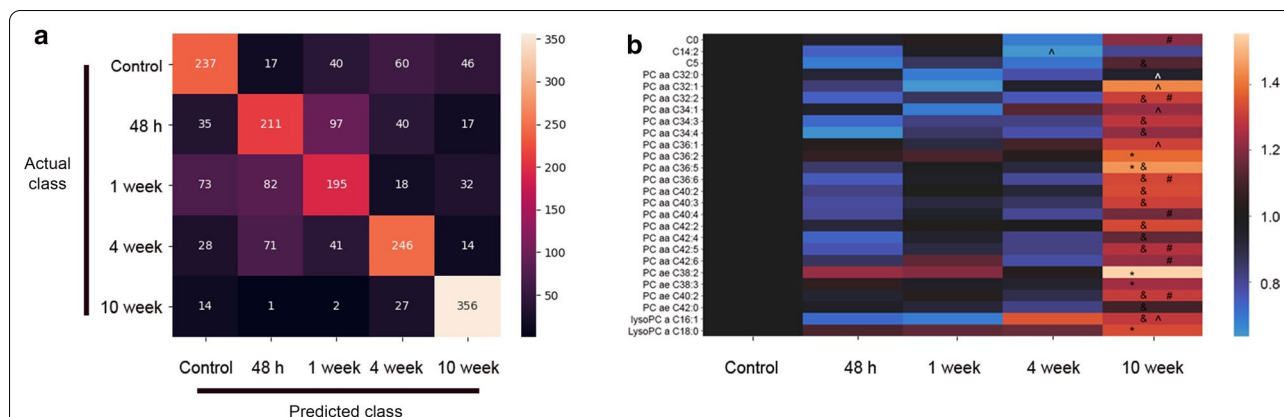 a
Actual
class
Control
48 h
1 week
4 week
10 week
237 17 40 60 46
35 211 97 40 17
73 82 195 18 32
28 71 41 246 14
14 1 2 27 356
Control 48 h 1 week 4 week 10 week
Predicted class
350
300
250
200
150
100
50
b
C0 #
C14:2 ^
C5 &
PC aa C32:0 ^
PC aa C32:1 ^
PC aa C32:2 & #
PC aa C34:1 ^
PC aa C34:3 &
PC aa C34:4 &
PC aa C36:1 ^
PC aa C36:2 *
PC aa C36:5 * &
PC aa C36:6 & #
PC aa C40:2 &
PC aa C40:3 &
PC aa C40:4 #
PC aa C42:2 &
PC aa C42:4 &
PC aa C42:5 & #
PC aa C42:6 #
PC ae C38:2 *
PC ae C38:3 *
PC ae C40:2 & #
PC ae C42:0 &
lysoPC a C16:1 & ^
LysoPC a C18:0 *
Control 48 h 1 week 4 week 10 week
1.4
1.2
1.0
0.8